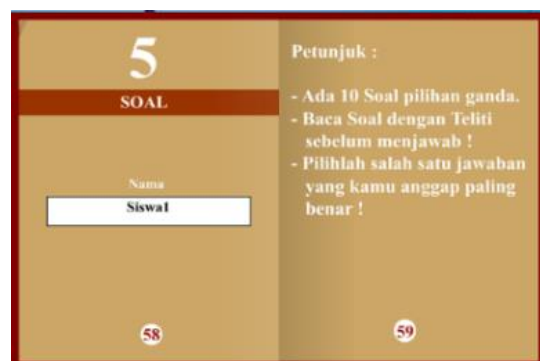 5
SOAL
Nama
Siswa1
58
Petunjuk :
- Ada 10 Soal pilihan ganda.
- Baca Soal dengan Teliti
sebelum menjawab !
- Pilihlah salah satu jawaban
yang kamu anggap paling
benar !
59